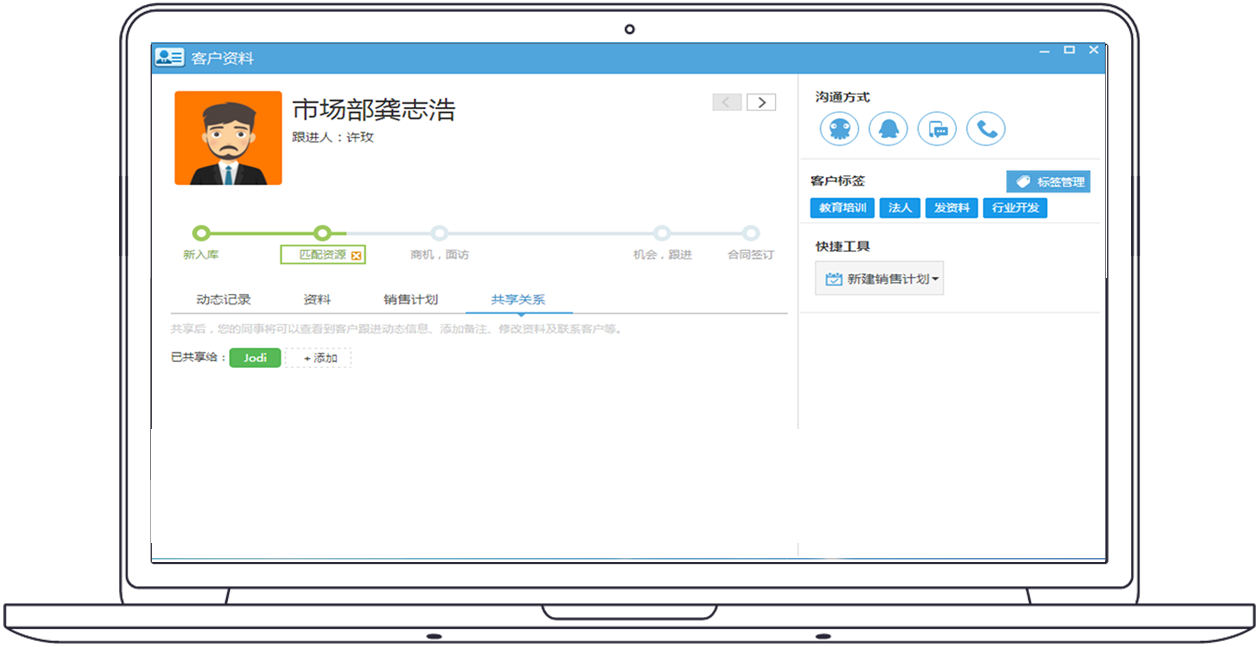 客户资料
市场部龚志浩
跟进人：许玫
新入库
匹配资源
商机，面访
机会，跟进
合同签订
动态记录
资料
销售计划
共享关系
共享后，您的同事将可以查看到客户跟进动态信息、添加备注、修改资料及联系客户等。
已共享给： Jodi + 添加
沟通方式
客户标签
标签管理
教育培训 法人 发资料 行业开发
快捷工具
新建销售计划